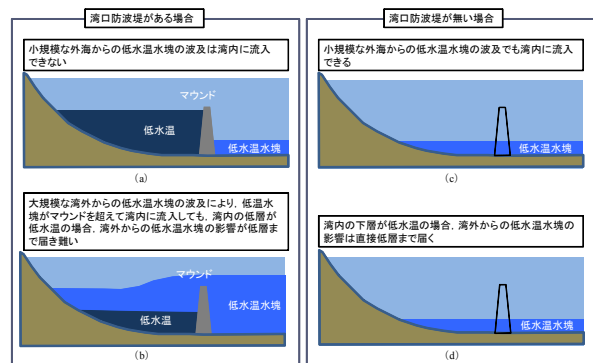 湾口防波堤がある場合
小規模な外海からの低水温水塊の波及は湾内に流入
できない
マウンド
低水温
低水温水塊
(a)
大規模な湾外からの低水温水塊の波及により，低温水
塊がマウンドを超えて湾内に流入しても，湾内の低層が
低水温の場合，湾外からの低水温水塊の影響が低層ま
で届き難い
マウンド
低水温水塊
低水温
(b)
湾口防波堤が無い場合
小規模な外海からの低水温水塊の波及でも湾内に流入
できる
低水温水塊
(c)
湾内の下層が低水温の場合，湾外からの低水温水塊の
影響は直接低層まで届く
低水温水塊
(d)